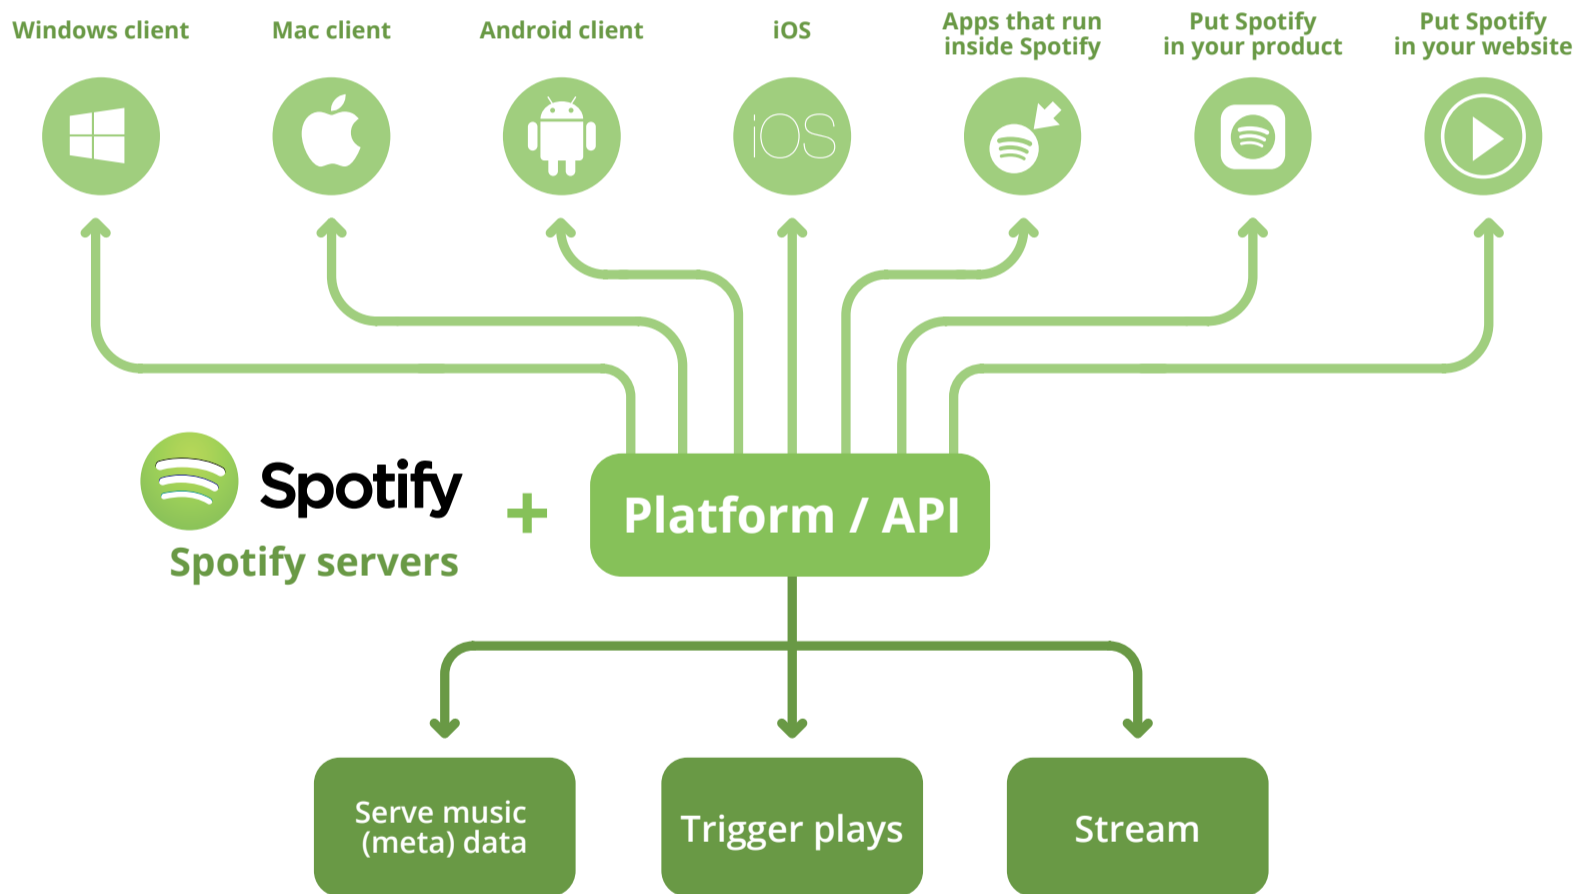 Windows client
Mac client
Android client
iOS
Apps that run
inside Spotify
Put Spotify
in your product
Put Spotify
in your website
iOS
Spotify
Spotify servers
+
Platform / API
Serve music
(meta) data
Trigger plays
Stream